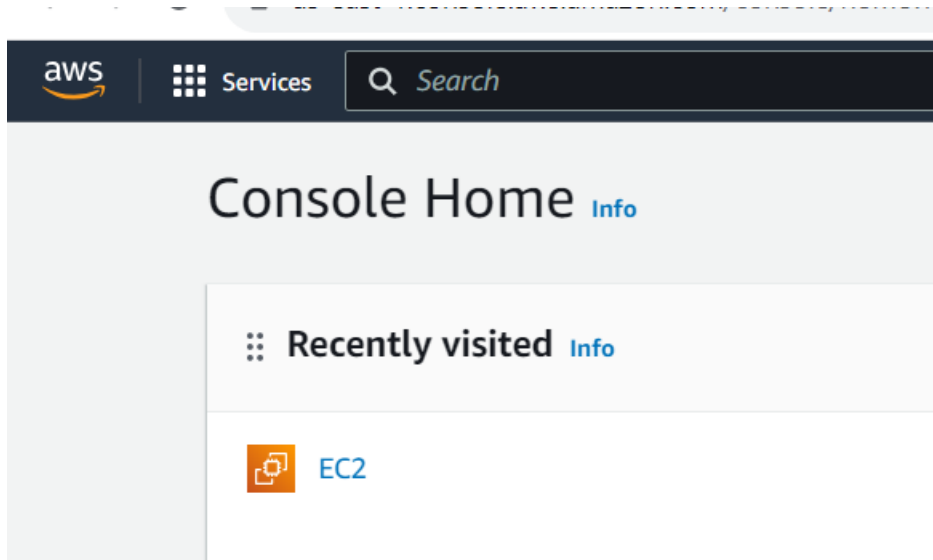 aws Services Search
Console Home Info
Recently visited Info
EC2